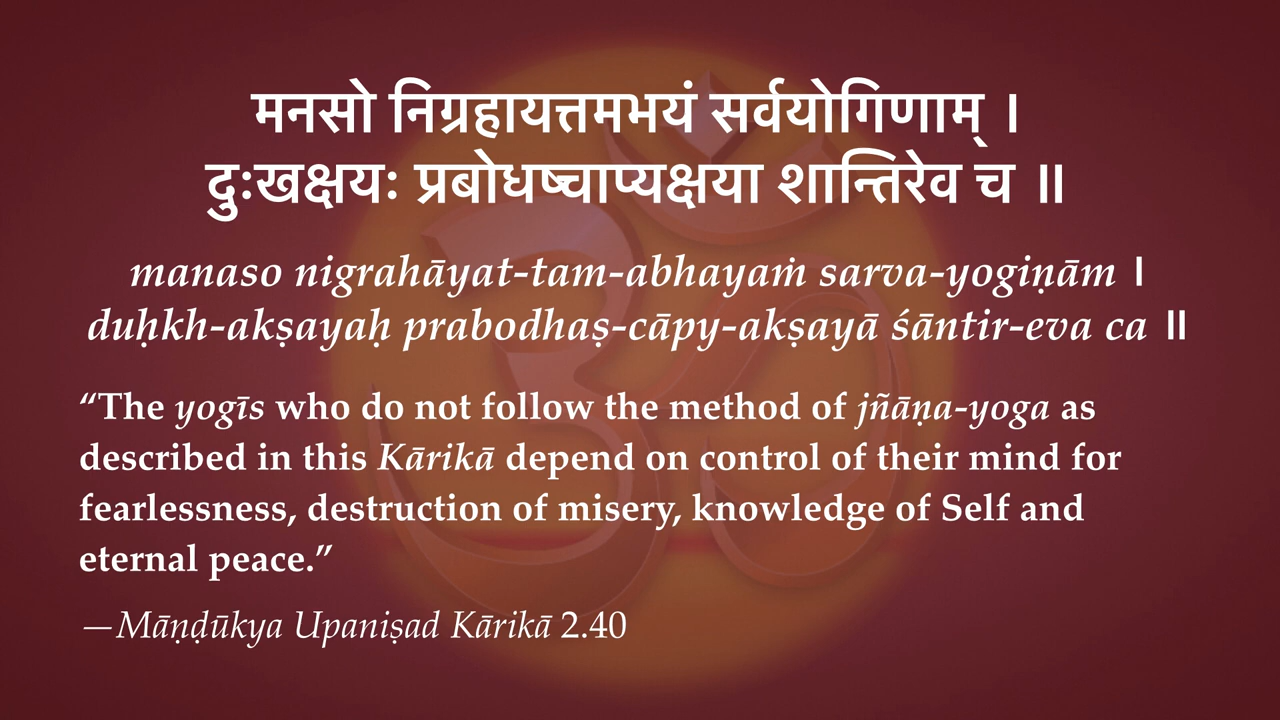 मनसो निग्रहायत्तमभयं सर्वयोगिणाम् ।
दुःखक्षयः प्रबोधष्चाप्यक्षया शान्तिरेव च ॥
manaso nigrahāyat-tam-abhayaṁ sarva-yogiṇām ।
duḥkh-akṣayaḥ prabodhaṣ-cāpy-akṣayā śāntir-eva ca ॥
“The yogīs who do not follow the method of jñāṇa-yoga as
described in this Kārikā depend on control of their mind for
fearlessness, destruction of misery, knowledge of Self and
eternal peace.”
—Māṇḍūkya Upaniṣad Kārikā 2.40